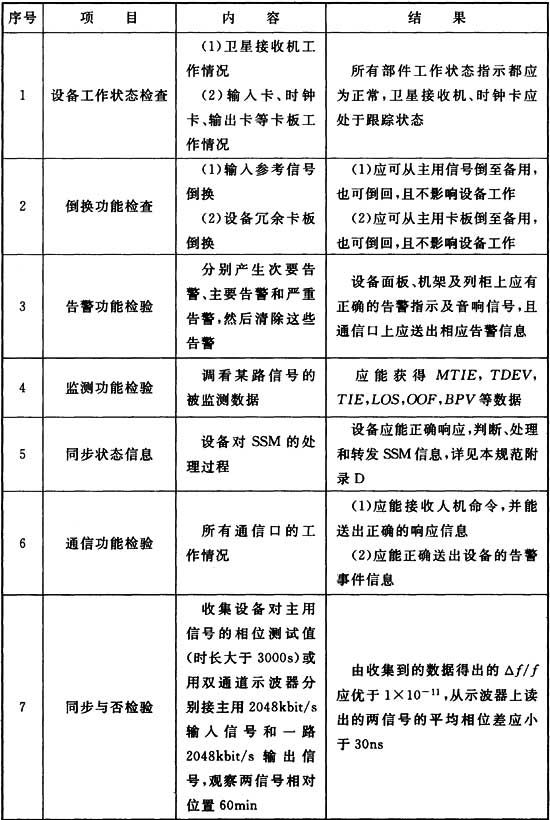 序号 项目 内容 结果
1 设备工作状态检查
(1)卫星接收机工
作情况
(2)输入卡、时钟
卡、输出卡等卡板工
作情况
所有部件工作状态指示都应
为正常,卫星接收机、时钟卡应
处于跟踪状态
2 倒换功能检查
(1)输入参考信号
倒换
(2)设备冗余卡板
倒换
(1)应可从主用信号倒至备用,
也可倒回,且不影响设备工作
(2)应可从主用卡板倒至备用,
也可倒回,且不影响设备工作
3 告警功能检验
分别产生次要告
警、主要告警和严重
告警,然后清除这些
告警
设备面板、机架及列柜上应有
正确的告警指示及音响信号,且
通信口上应送出相应告警信息
4 监测功能检验
调看某路信号的
被监测数据
应能获得 MTIE, TDEV,
TIE,LOS,OOF,BPV等数据
5 同步状态信息
设备对 SSM 的处
理过程
设备应能正确响应,判断、处理
和转发SSM信息,详见本规范附
录 D
6 通信功能检验
所有通信口的工
作情况
(1)应能接收人机命令,并能
送出正确的响应信息
(2)应能正确送出设备的告警
事件信息
7 同步与否检验
收集设备对主用
信号的相位测试值
(时长大于 3000s)或
用双通道示波器分
别接主用 2048kbit/s
输入信号和一路
2048kbit/s 输出信
号,观察两信号相对
位置 60min
由收集到的数据得出的 Δf/f
应优于 1×10⁻¹¹,从示波器上读
出的两信号的平均相位差应小
于 30ns